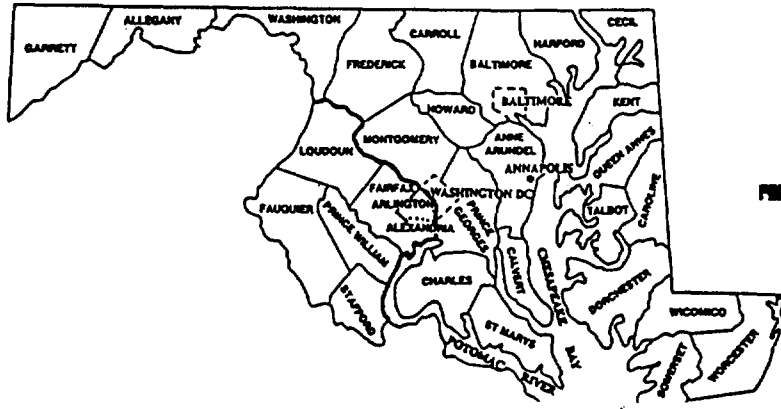 GARRETT
ALLEGANY
WASHINGTON
FREDERICK
CARROLL
BALTIMORE
HARFORD
CECIL
HOWARD
BALTIMORE
KENT
LOUDOUN
MONTGOMERY
ANNE
ARUNDEL
ANNAPOLIS
QUEEN ANNES
CAROLINE
FAIRFAX
ARLINGTON
WASHINGTON DC
PRINCE
GEORGES
TALBOT
FAUQUIER
PRINCE WILLIAM
ALEXANDRIA
STAFFORD
CHARLES
CALVERT
CHESAPEAKE
BAY
DORCHESTER
WICOMICO
ST MARYS
POTOMAC
RIVER
SOMERSET
WORCESTER